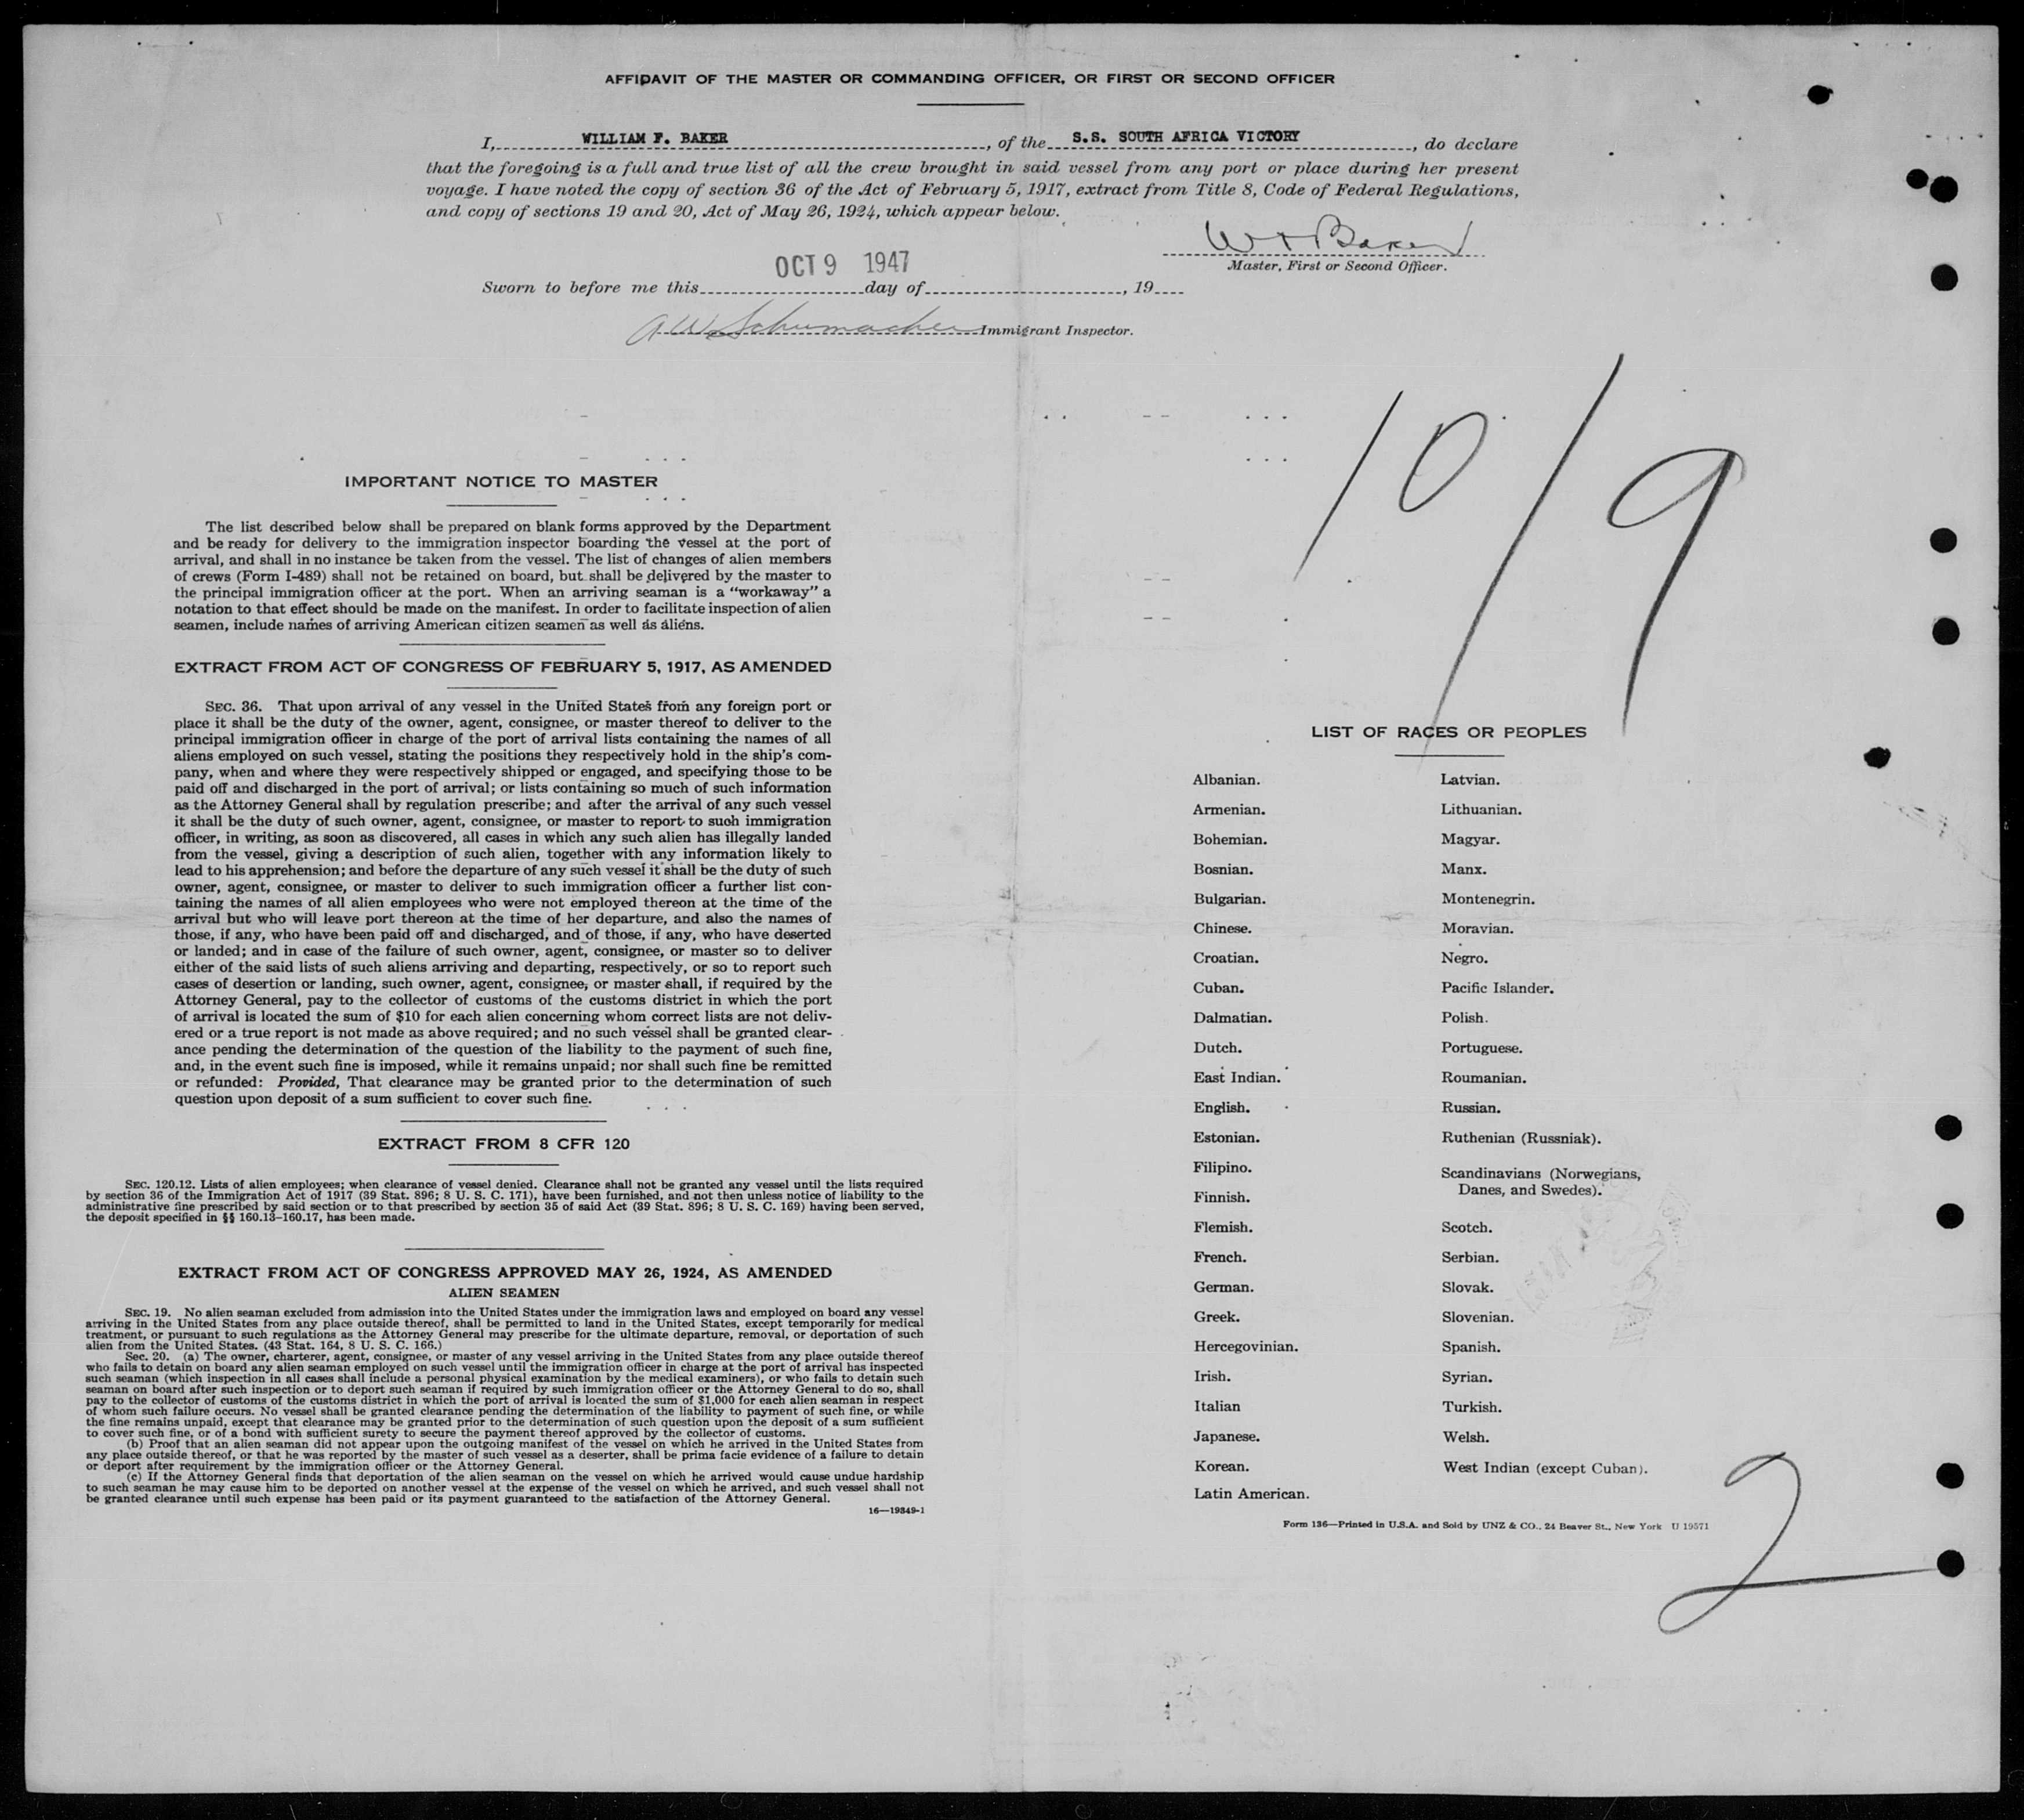 AFFIDAVIT OF THE MASTER OR COMMANDING OFFICER, OR FIRST OR SECOND OFFICER
I, WILLIAM F. BAKER, of the S.S. SOUTH AFRICA VICTORY, do declare
that the foregoing is a full and true list of all the crew brought in said vessel from any port or place during her present
voyage. I have noted the copy of section 36 of the Act of February 5, 1917, extract from Title 8, Code of Federal Regulations,
and copy of sections 19 and 20, Act of May 26, 1924, which appear below.
W F Baker
Master, First or Second Officer.
OCT 9 1947
Sworn to before me this day of , 19
A W Schumacher Immigrant Inspector.
10/9
IMPORTANT NOTICE TO MASTER
The list described below shall be prepared on blank forms approved by the Department
and be ready for delivery to the immigration inspector boarding the vessel at the port of
arrival, and shall in no instance be taken from the vessel. The list of changes of alien members
of crews (Form I-489) shall not be retained on board, but shall be delivered by the master to
the principal immigration officer at the port. When an arriving seaman is a "workaway" a
notation to that effect should be made on the manifest. In order to facilitate inspection of alien
seamen, include names of arriving American citizen seamen as well as aliens.
EXTRACT FROM ACT OF CONGRESS OF FEBRUARY 5, 1917, AS AMENDED
SEC. 36. That upon arrival of any vessel in the United States from any foreign port or
place it shall be the duty of the owner, agent, consignee, or master thereof to deliver to the
principal immigration officer in charge of the port of arrival lists containing the names of all
aliens employed on such vessel, stating the positions they respectively hold in the ship's com-
pany, when and where they were respectively shipped or engaged, and specifying those to be
paid off and discharged in the port of arrival; or lists containing so much of such information
as the Attorney General shall by regulation prescribe; and after the arrival of any such vessel
it shall be the duty of such owner, agent, consignee, or master to report to such immigration
officer, in writing, as soon as discovered, all cases in which any such alien has illegally landed
from the vessel, giving a description of such alien, together with any information likely to
lead to his apprehension; and before the departure of any such vessel it shall be the duty of such
owner, agent, consignee, or master to deliver to such immigration officer a further list con-
taining the names of all alien employees who were not employed thereon at the time of the
arrival but who will leave port thereon at the time of her departure, and also the names of
those, if any, who have been paid off and discharged, and of those, if any, who have deserted
or landed; and in case of the failure of such owner, agent, consignee, or master so to deliver
either of the said lists of such aliens arriving and departing, respectively, or so to report such
cases of desertion or landing, such owner, agent, consignee, or master shall, if required by the
Attorney General, pay to the collector of customs of the customs district in which the port
of arrival is located the sum of $10 for each alien concerning whom correct lists are not deliv-
ered or a true report is not made as above required; and no such vessel shall be granted clear-
ance pending the determination of the question of the liability to the payment of such fine,
and, in the event such fine is imposed, while it remains unpaid; nor shall such fine be remitted
or refunded: Provided, That clearance may be granted prior to the determination of such
question upon deposit of a sum sufficient to cover such fine.
EXTRACT FROM 8 CFR 120
SEC. 120.12. Lists of alien employees; when clearance of vessel denied. Clearance shall not be granted any vessel until the lists required
by section 36 of the Immigration Act of 1917 (39 Stat. 896; 8 U. S. C. 171), have been furnished, and not then unless notice of liability to the
administrative fine prescribed by said section or to that prescribed by section 35 of said Act (39 Stat. 896; 8 U. S. C. 169) having been served,
the deposit specified in §§ 160.13-160.17, has been made.
EXTRACT FROM ACT OF CONGRESS APPROVED MAY 26, 1924, AS AMENDED
ALIEN SEAMEN
SEC. 19. No alien seaman excluded from admission into the United States under the immigration laws and employed on board any vessel
arriving in the United States from any place outside thereof, shall be permitted to land in the United States, except temporarily for medical
treatment, or pursuant to such regulations as the Attorney General may prescribe for the ultimate departure, removal, or deportation of such
alien from the United States. (43 Stat. 164, 8 U. S. C. 166.)
Sec. 20. (a) The owner, charterer, agent, consignee, or master of any vessel arriving in the United States from any place outside thereof
who fails to detain on board any alien seaman employed on such vessel until the immigration officer in charge at the port of arrival has inspected
such seaman (which inspection in all cases shall include a personal physical examination by the medical examiners), or who fails to detain such
seaman on board after such inspection or to deport such seaman if required by such immigration officer or the Attorney General to do so, shall
pay to the collector of customs of the customs district in which the port of arrival is located the sum of $1,000 for each alien seaman in respect
of whom such failure occurs. No vessel shall be granted clearance pending the determination of the liability to payment of such fine, or while
the fine remains unpaid, except that clearance may be granted prior to the determination of such question upon the deposit of a sum sufficient
to cover such fine, or of a bond with sufficient surety to secure the payment thereof approved by the collector of customs.
(b) Proof that an alien seaman did not appear upon the outgoing manifest of the vessel on which he arrived in the United States from
any place outside thereof, or that he was reported by the master of such vessel as a deserter, shall be prima facie evidence of a failure to detain
or deport after requirement by the immigration officer or the Attorney General.
(c) If the Attorney General finds that deportation of the alien seaman on the vessel on which he arrived would cause undue hardship
to such seaman he may cause him to be deported on another vessel at the expense of the vessel on which he arrived, and such vessel shall not
be granted clearance until such expense has been paid or its payment guaranteed to the satisfaction of the Attorney General.
16—19849-1
LIST OF RACES OR PEOPLES
Albanian.
Armenian.
Bohemian.
Bosnian.
Bulgarian.
Chinese.
Croatian.
Cuban.
Dalmatian.
Dutch.
East Indian.
English.
Estonian.
Filipino.
Finnish.
Flemish.
French.
German.
Greek.
Hercegovinian.
Irish.
Italian
Japanese.
Korean.
Latin American.
Latvian.
Lithuanian.
Magyar.
Manx.
Montenegrin.
Moravian.
Negro.
Pacific Islander.
Polish.
Portuguese.
Roumanian.
Russian.
Ruthenian (Russniak).
Scandinavians (Norwegians,
Danes, and Swedes).
Scotch.
Serbian.
Slovak.
Slovenian.
Spanish.
Syrian.
Turkish.
Welsh.
West Indian (except Cuban).
Form 136—Printed in U.S.A. and Sold by UNZ & CO., 24 Beaver St., New York U 19571
2